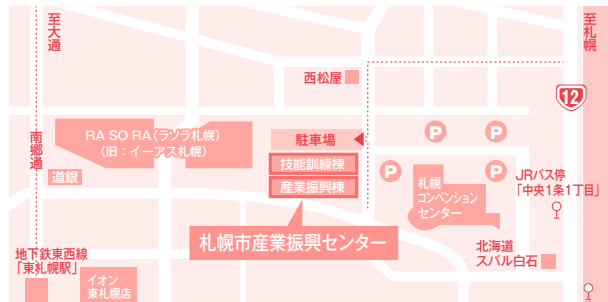 至大通
至札幌
西松屋
12
RA SO RA(ラソラ札幌)
(旧:イーアス札幌)
駐車場
P
P
南郷通
技能訓練棟
道銀
産業振興棟
P
P
札幌
コンベンション
センター
JRバス停
「中央1条1丁目」
札幌市産業振興センター
地下鉄東西線
「東札幌駅」
イオン
東札幌店
北海道
スバル白石